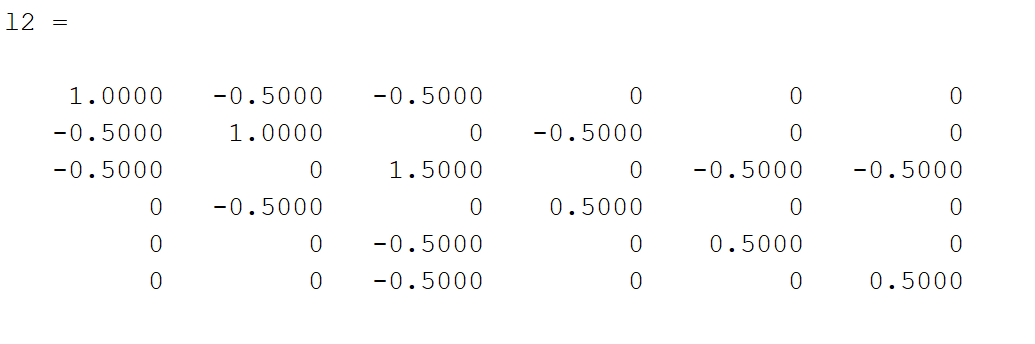 l2 =
1.0000 -0.5000 -0.5000 0 0 0
-0.5000 1.0000 0 -0.5000 0 0
-0.5000 0 1.5000 0 -0.5000 -0.5000
0 -0.5000 0 0.5000 0 0
0 0 -0.5000 0 0.5000 0
0 0 -0.5000 0 0 0.5000